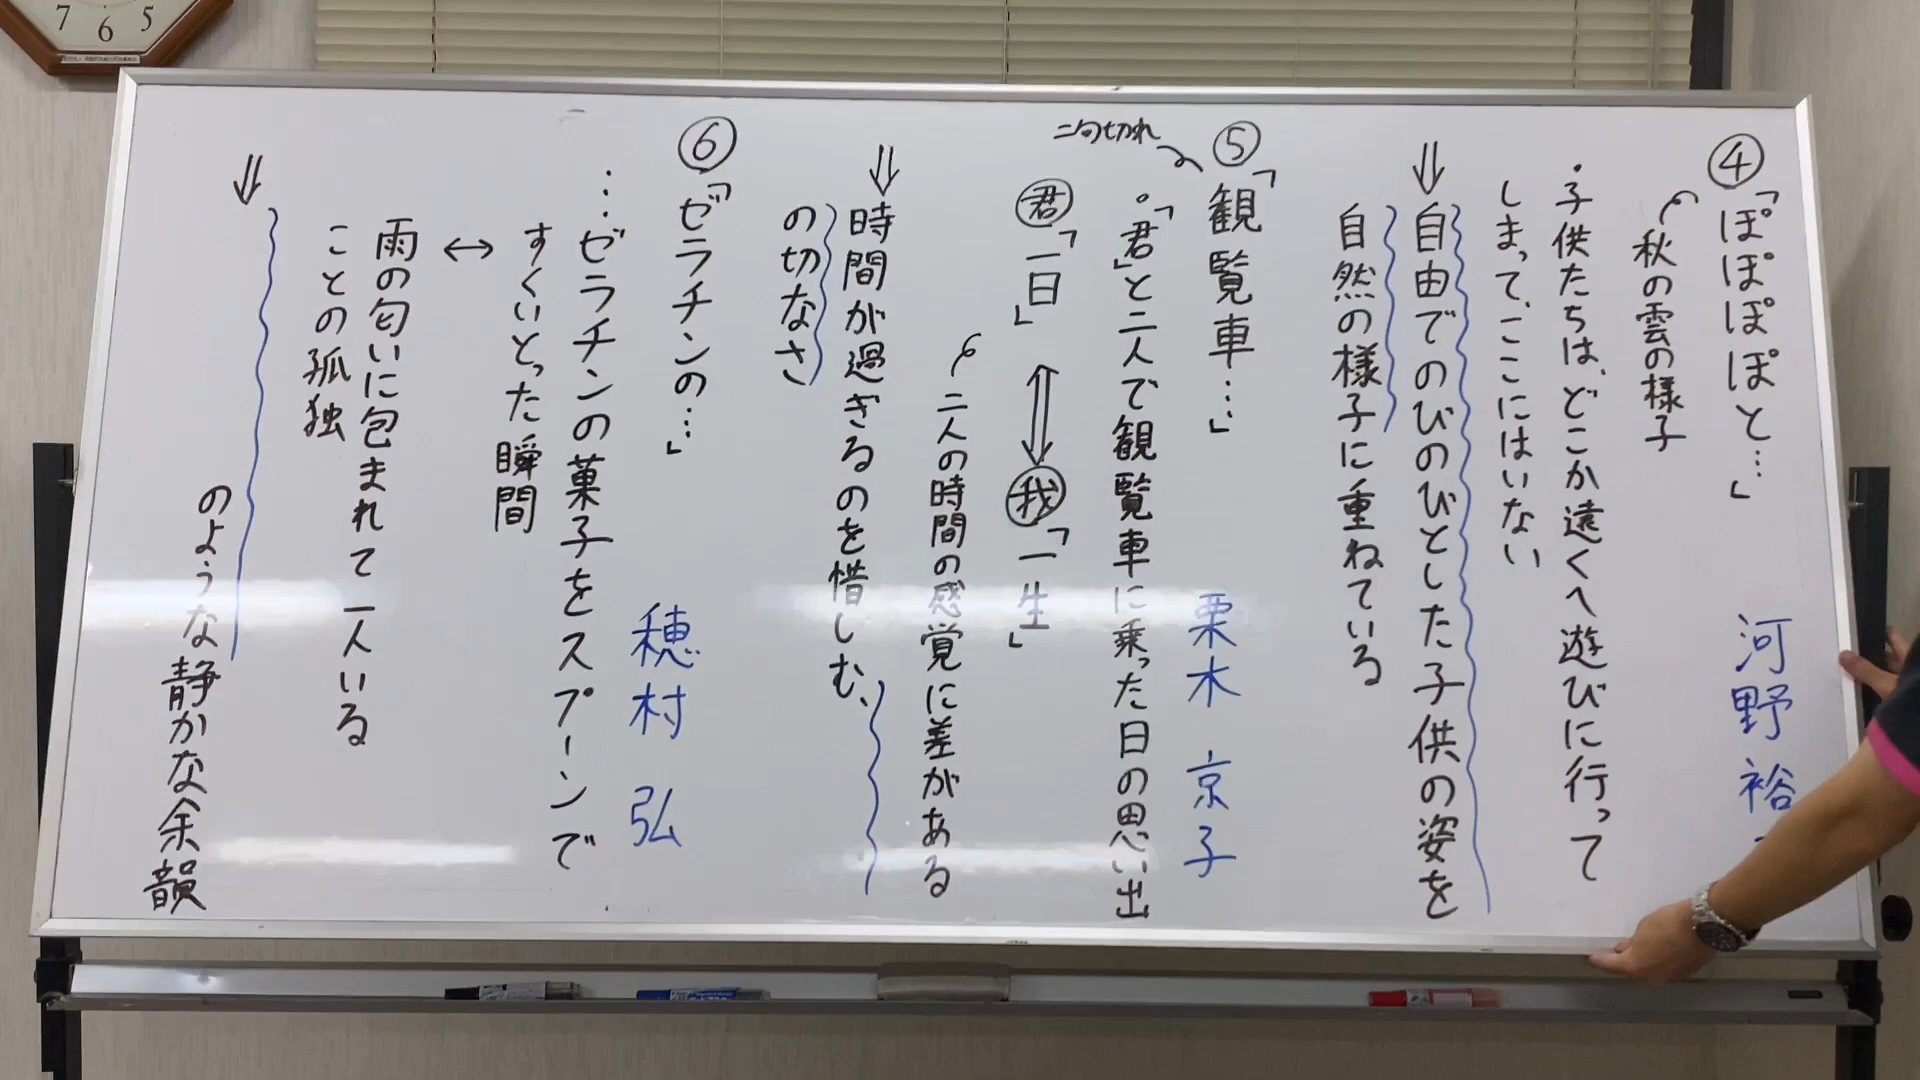 ④「ぽぽぽぽと…」
河野裕
秋の雲の様子
・子供たちは、どこか遠くへ遊びに行って
しまって、ここにはいない
⇓自由でのびのびとした子供の姿を
自然の様子に重ねている
二句切れ
⑤「観覧車…」
栗木 京子
・「君」と二人で観覧車に乗った日の思い出
君「一日」⇔我「一生」
二人の時間の感覚に差がある
⇓時間が過ぎるのを惜しむ、
の切なさ
⑥「ゼラチンの…」
穂村 弘
…ゼラチンの菓子をスプーンで
すくいとった瞬間
↔
雨の匂いに包まれて一人いる
ことの孤独
⇓
のような静かな余韻
7 6 5